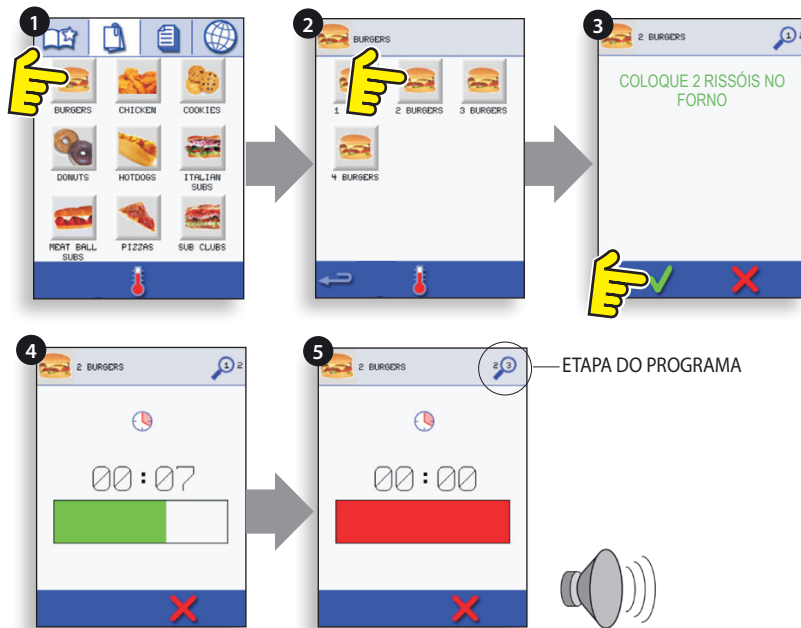 1
BURGERS
CHICKEN
COOKIES
DONUTS
HOTDOGS
ITALIAN
SUBS
MEAT BALL
SUBS
PIZZAS
SUB CLUBS
2
BURGERS
1
2 BURGERS
3 BURGERS
4 BURGERS
3
2 BURGERS
1
COLOQUE 2 RISSÓIS NO
FORNO
4
2 BURGERS
1 2
00:07
5
2 BURGERS
2 3
ETAPA DO PROGRAMA
00:00